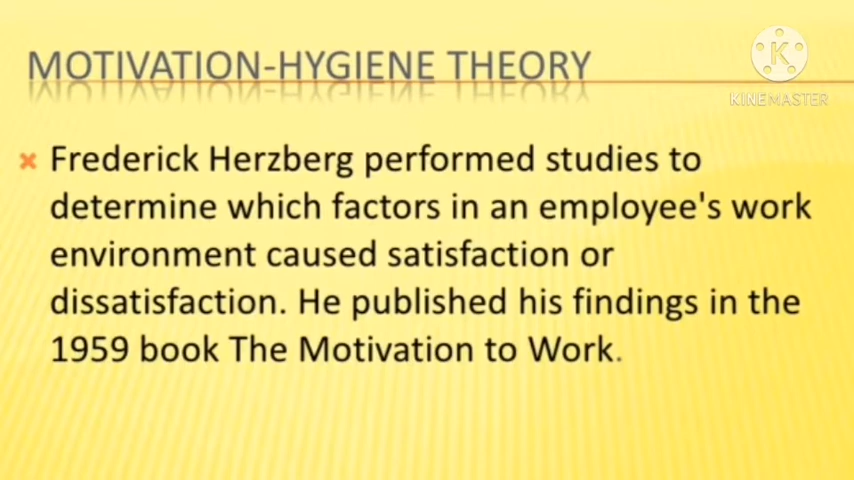 MOTIVATION-HYGIENE THEORY
K
KINEMASTER
Frederick Herzberg performed studies to
determine which factors in an employee's work
environment caused satisfaction or
dissatisfaction. He published his findings in the
1959 book The Motivation to Work.